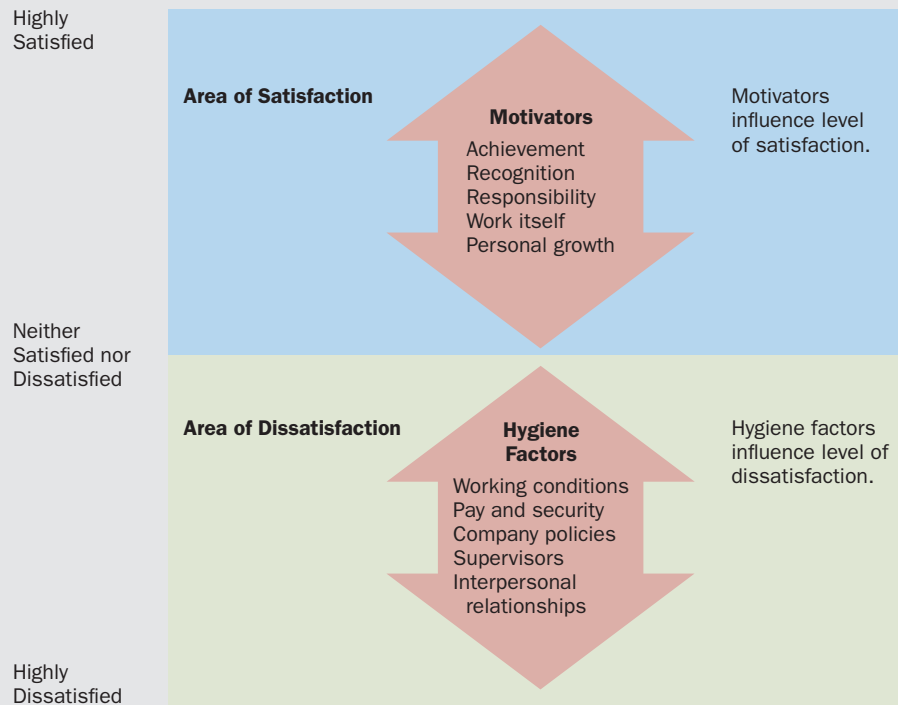 Highly
Satisfied
Area of Satisfaction
Motivators
Achievement
Recognition
Responsibility
Work itself
Personal growth
Motivators
influence level
of satisfaction.
Neither
Satisfied nor
Dissatisfied
Area of Dissatisfaction
Hygiene
Factors
Working conditions
Pay and security
Company policies
Supervisors
Interpersonal
relationships
Hygiene factors
influence level of
dissatisfaction.
Highly
Dissatisfied